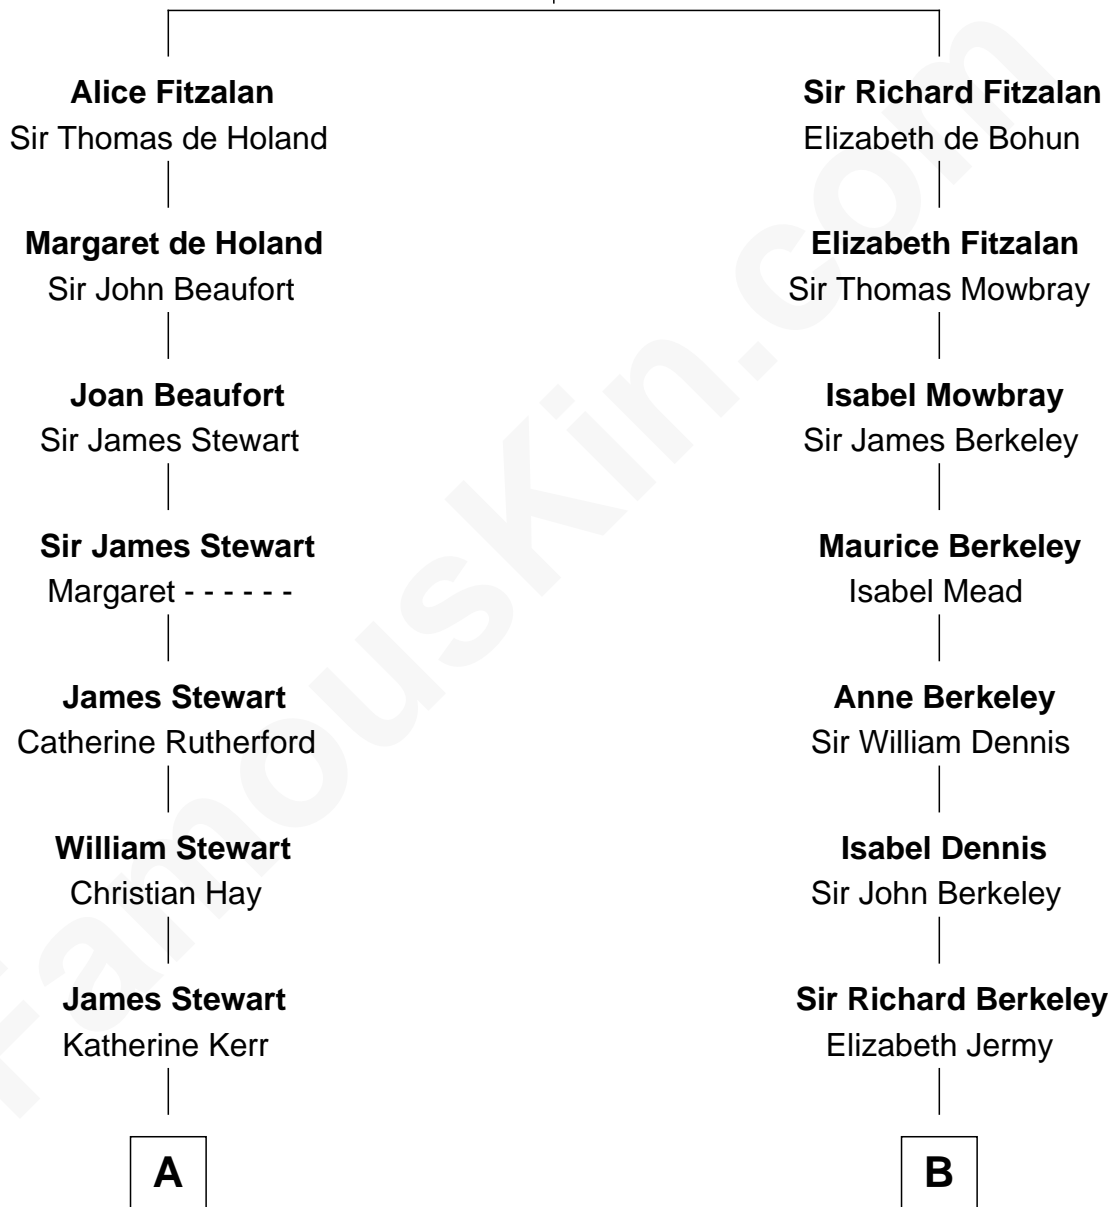 Alice Fitzalan
Sir Thomas de Holand
Sir Richard Fitzalan
Elizabeth de Bohun
Margaret de Holand
Sir John Beaufort
Elizabeth Fitzalan
Sir Thomas Mowbray
Joan Beaufort
Sir James Stewart
Isabel Mowbray
Sir James Berkeley
Sir James Stewart
Margaret - - - - - -
Maurice Berkeley
Isabel Mead
James Stewart
Catherine Rutherford
Anne Berkeley
Sir William Dennis
William Stewart
Christian Hay
Isabel Dennis
Sir John Berkeley
James Stewart
Katherine Kerr
Sir Richard Berkeley
Elizabeth Jermy
A
B
FamousKin.com